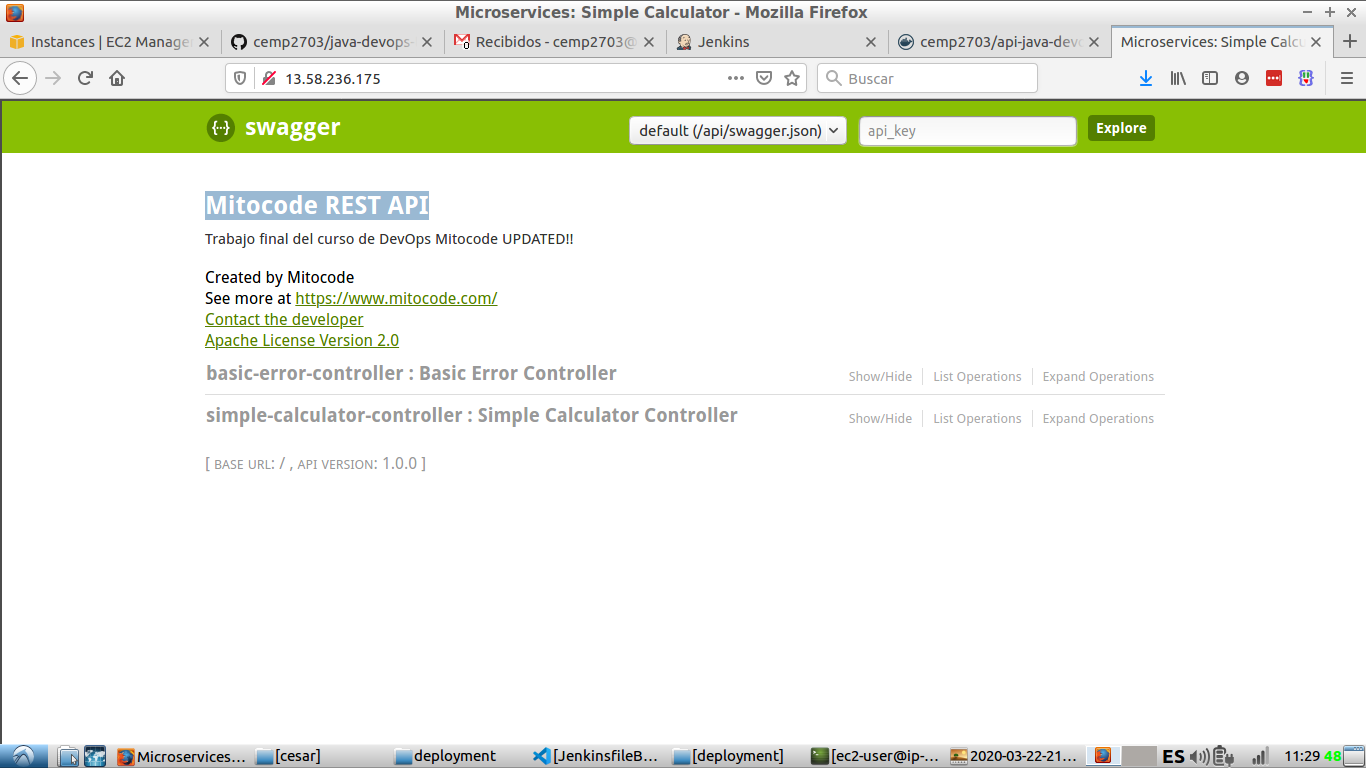 Microservices: Simple Calculator - Mozilla Firefox
Instances | EC2 Manage
cemp2703/java-devops-
Recibidos - cemp2703@
Jenkins
cemp2703/api-java-devo
Microservices: Simple Calcu
13.58.236.175
Buscar
swagger
default (/api/swagger.json)
api_key
Explore
Mitocode REST API
Trabajo final del curso de DevOps Mitocode UPDATED!!
Created by Mitocode
See more at https://www.mitocode.com/
Contact the developer
Apache License Version 2.0
basic-error-controller : Basic Error Controller Show/Hide List Operations Expand Operations
simple-calculator-controller : Simple Calculator Controller Show/Hide List Operations Expand Operations
[ BASE URL: / , API VERSION: 1.0.0 ]
Microservices... [cesar] deployment [JenkinsfileB... [deployment] [ec2-user@ip-... 2020-03-22-21... ES 11:29 48